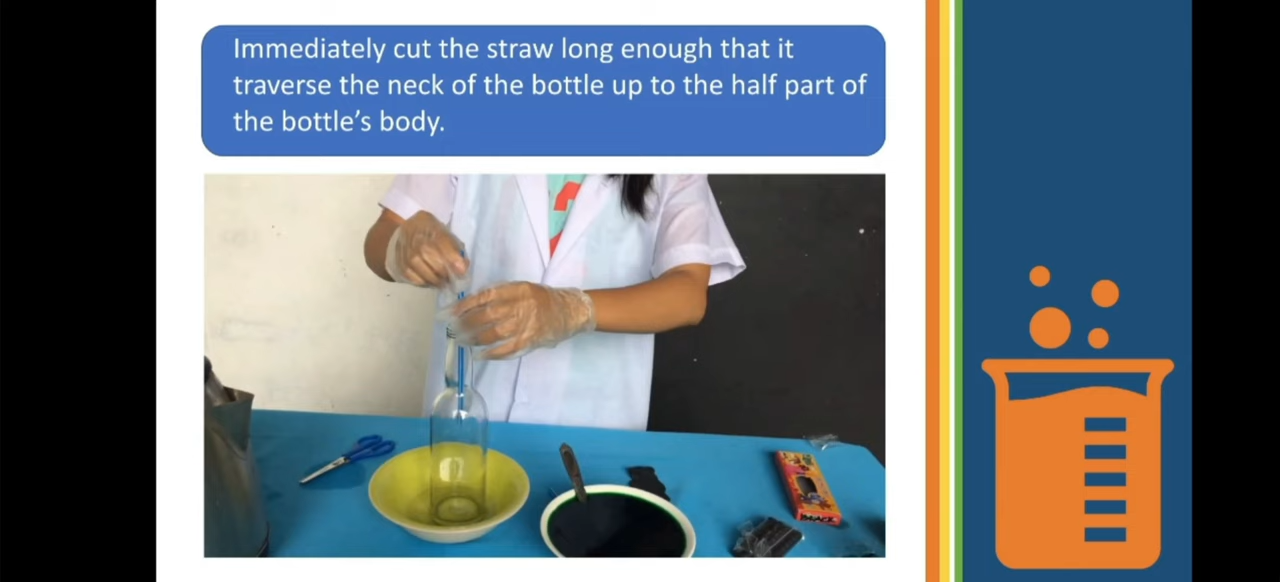 Immediately cut the straw long enough that it
traverse the neck of the bottle up to the half part of
the bottle's body.
BLACK